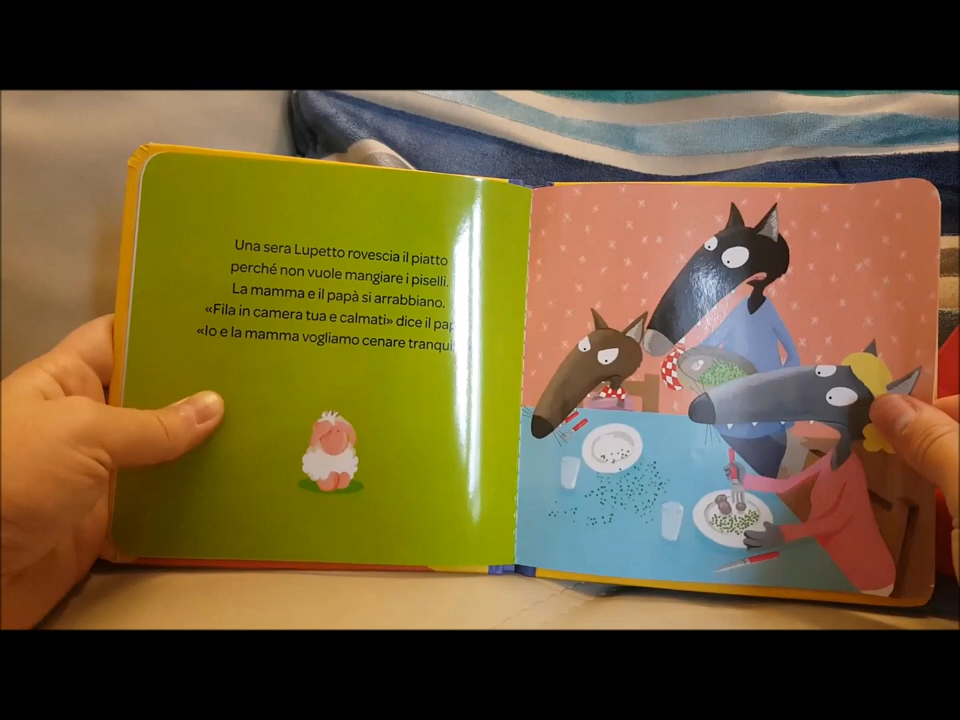 Una sera Lupetto rovescia il piatto
perché non vuole mangiare i piselli.
La mamma e il papà si arrabbiano.
«Fila in camera tua e calmati» dice il
«Io e la mamma vogliamo cenare